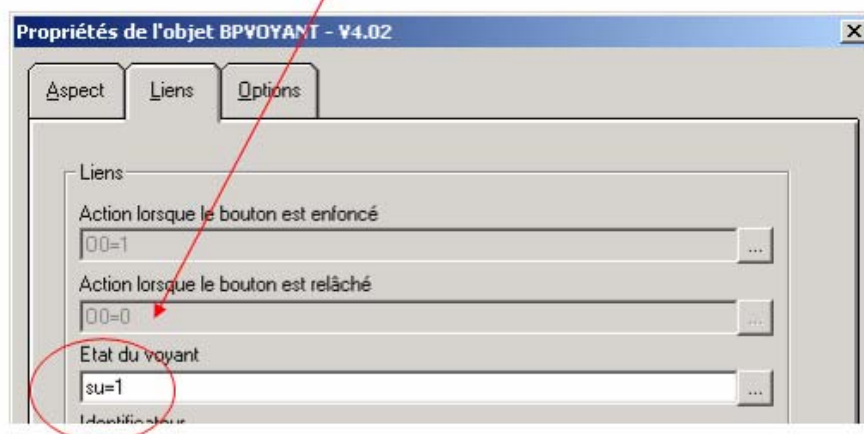 Propriétés de l'objet BPVOYANT - V4.02
Aspect Liens Options
Liens
Action lorsque le bouton est enfoncé
O0=1
...
Action lorsque le bouton est relâché
O0=0
...
Etat du voyant
su=1
...
Identificateur